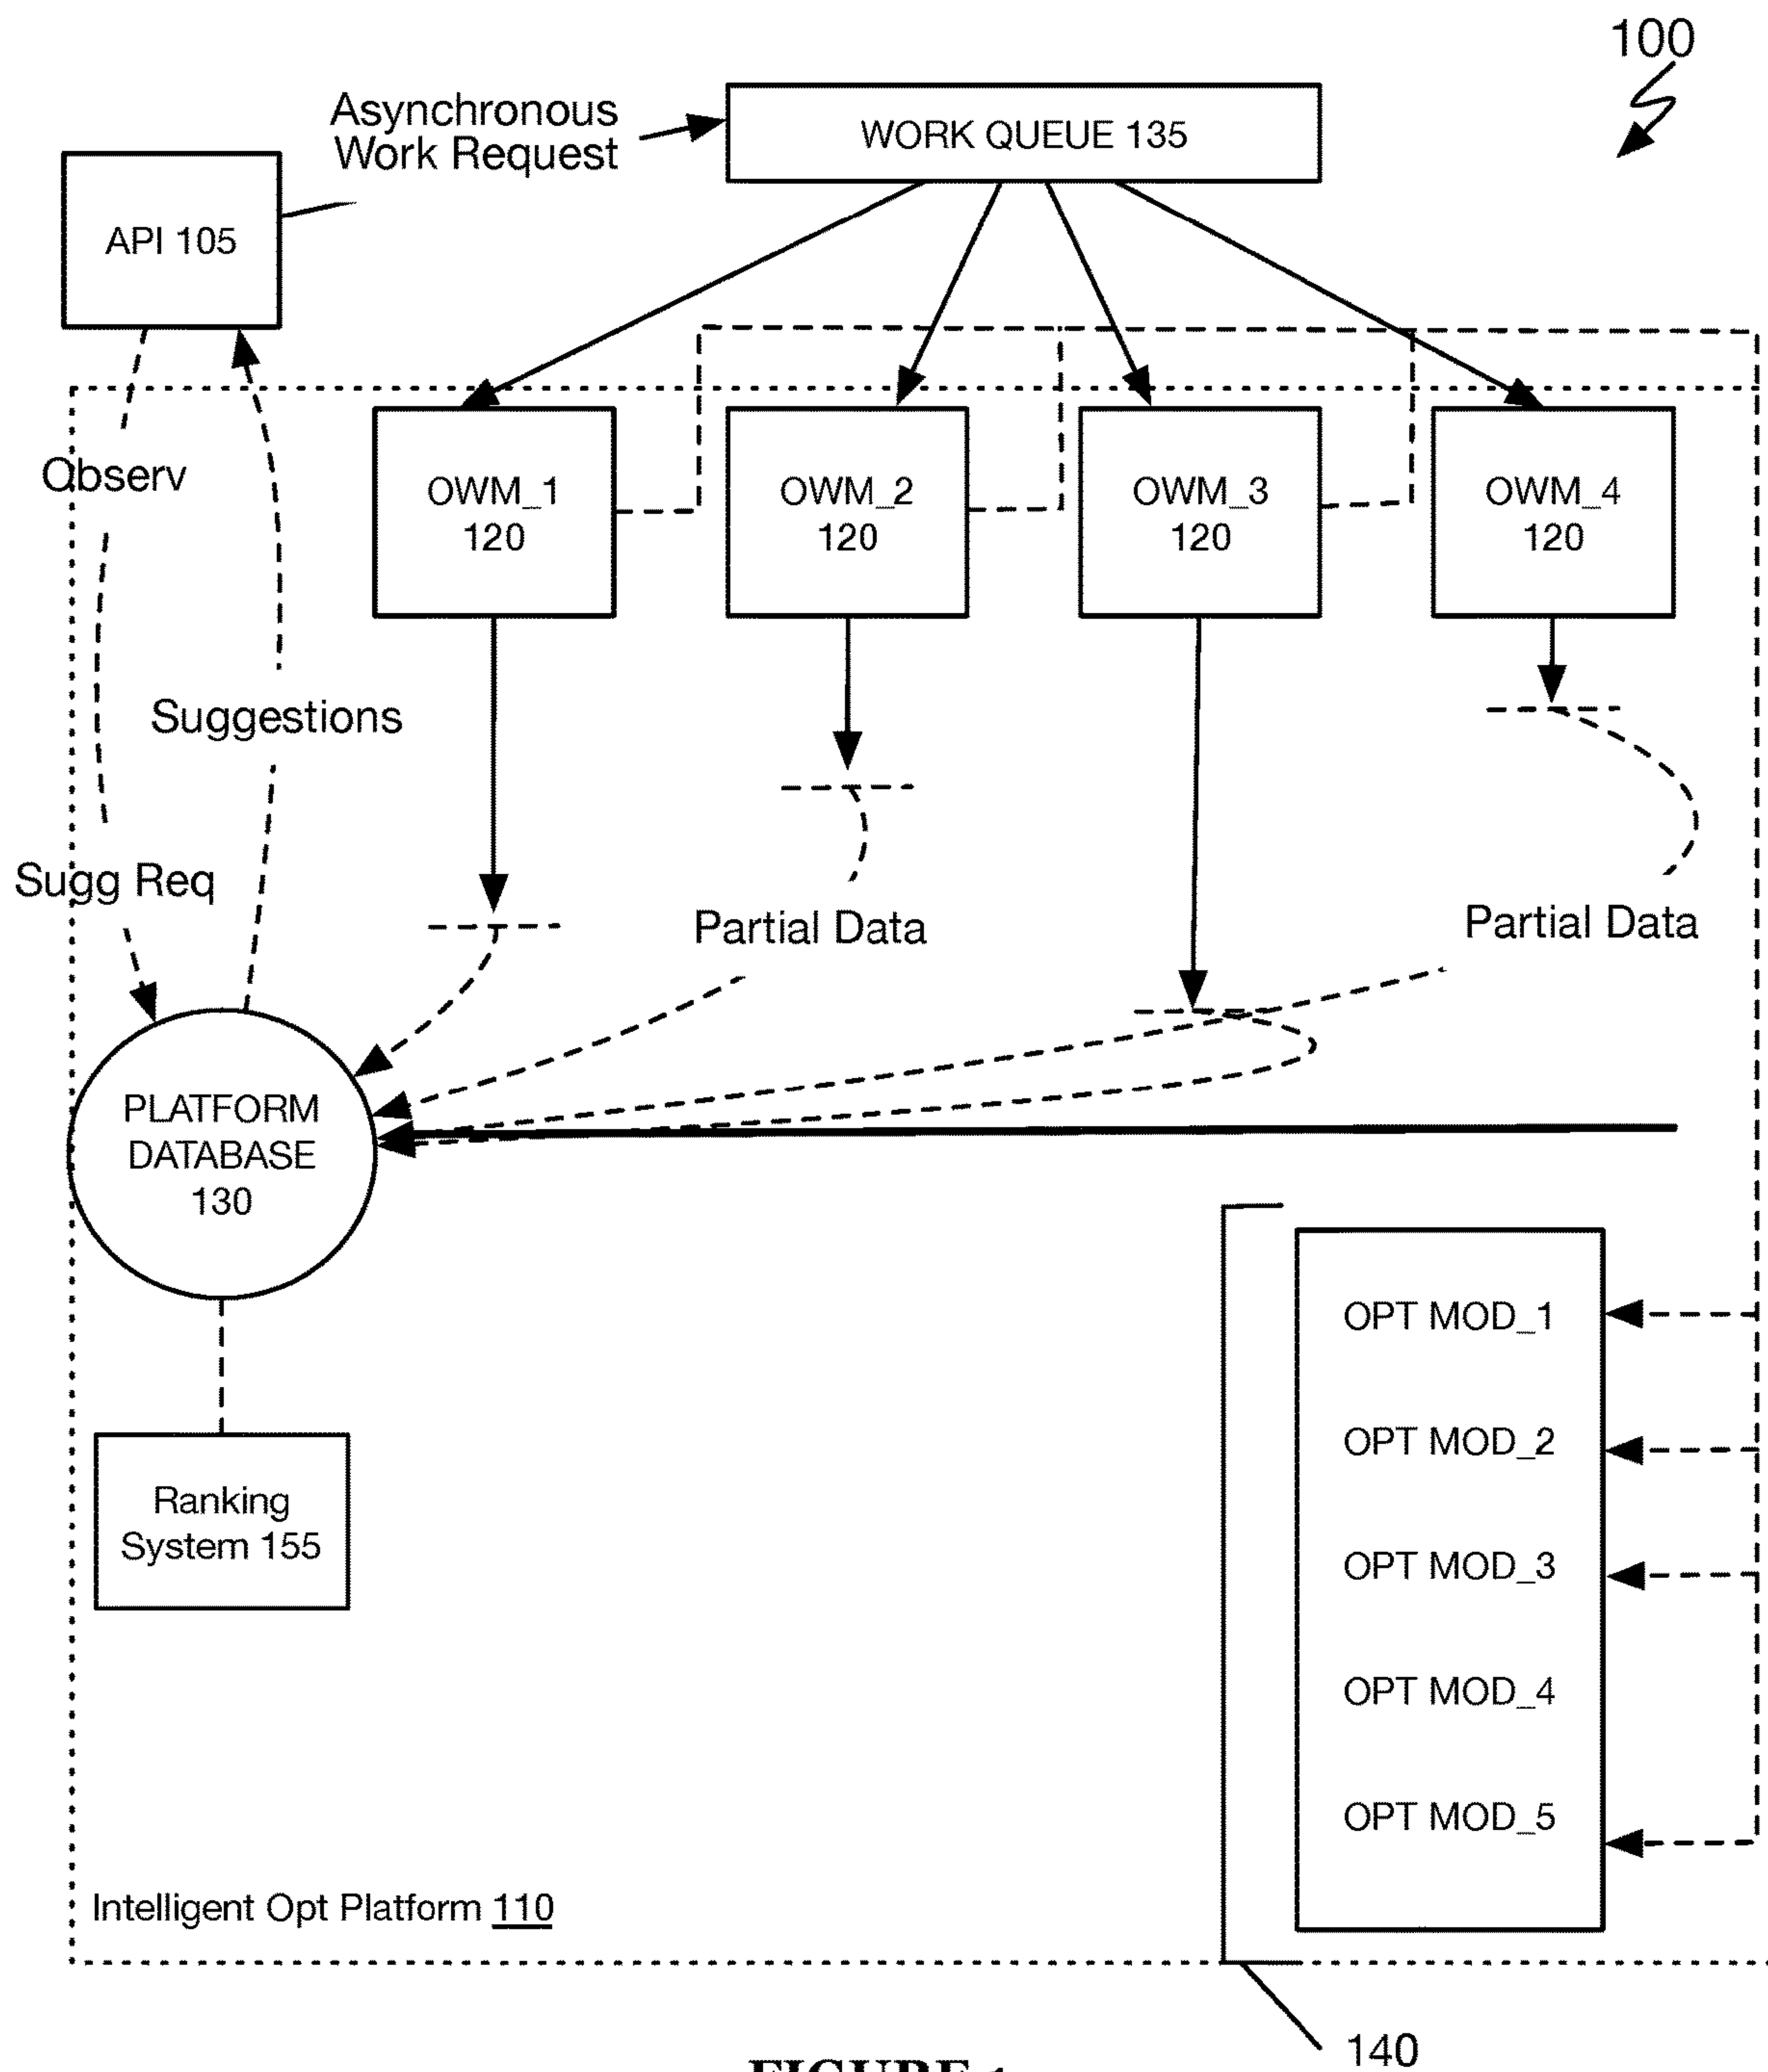 100
Asynchronous
Work Request
WORK QUEUE 135
API 105
Observ
OWM_1
120
OWM_2
120
OWM_3
120
OWM_4
120
Suggestions
Sugg Req
Partial Data
Partial Data
PLATFORM
DATABASE
130
OPT MOD_1
OPT MOD_2
Ranking
System 155
OPT MOD_3
OPT MOD_4
OPT MOD_5
Intelligent Opt Platform 110
140
FIGURE 1